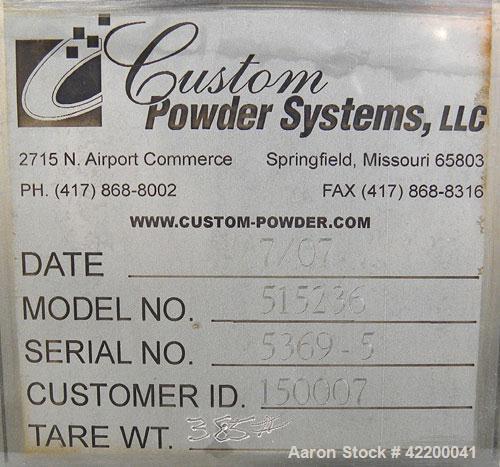 Custom
Powder Systems, LLC
2715 N. Airport Commerce Springfield, Missouri 65803
PH. (417) 868-8002 FAX (417) 868-8316
WWW.CUSTOM-POWDER.COM
DATE 7/07
MODEL NO. 515236
SERIAL NO. 5369-5
CUSTOMER ID. 150007
TARE WT. 385#
Aaron Stock # 42200041